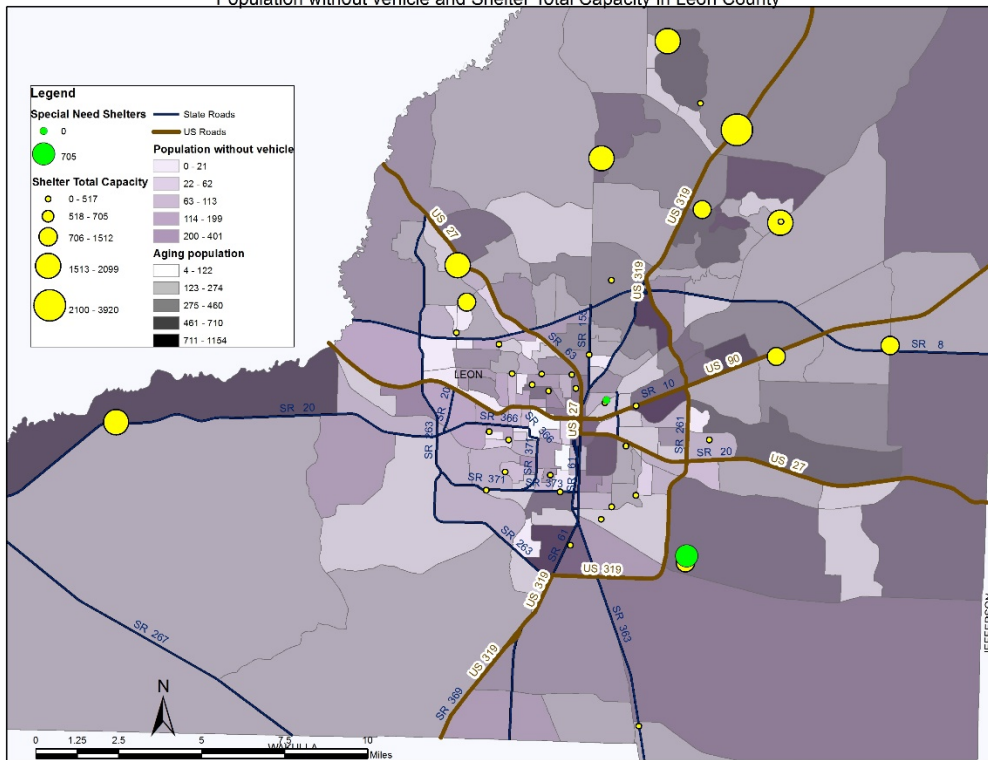 Population without vehicle and Shelter Total Capacity in Leon County
Legend
Special Need Shelters
0
705
Shelter Total Capacity
0 - 517
518 - 705
706 - 1512
1513 - 2099
2100 - 3920
State Roads
US Roads
Population without vehicle
0 - 21
22 - 62
63 - 113
114 - 199
200 - 401
Aging population
4 - 122
123 - 274
275 - 460
461 - 710
711 - 1154
US 27
US 319
US 319
SR 155
SR 63
SR 8
US 90
SR 10
LEON
SR 20
SR 20
SR 366
SR 366
US 27
SR 263
SR 371
SR 61
SR 261
SR 20
US 27
SR 371
SR 373
SR 263
SR 61
US 319
US 319
SR 363
SR 267
US 319
SR 369
JEFFERSON
WAKULLA
N
0 1.25 2.5 5 7.5 10
Miles